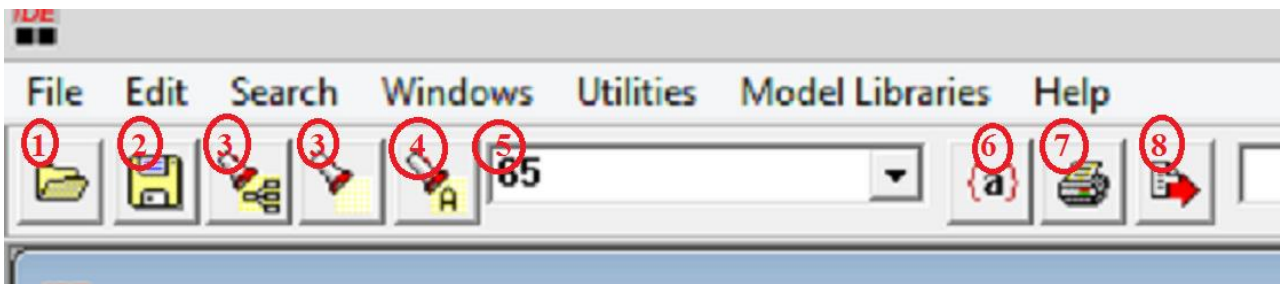 IDE
File Edit Search Windows Utilities Model Libraries Help
1 2 3 3 4 5 6 7 8
A 65 {a}